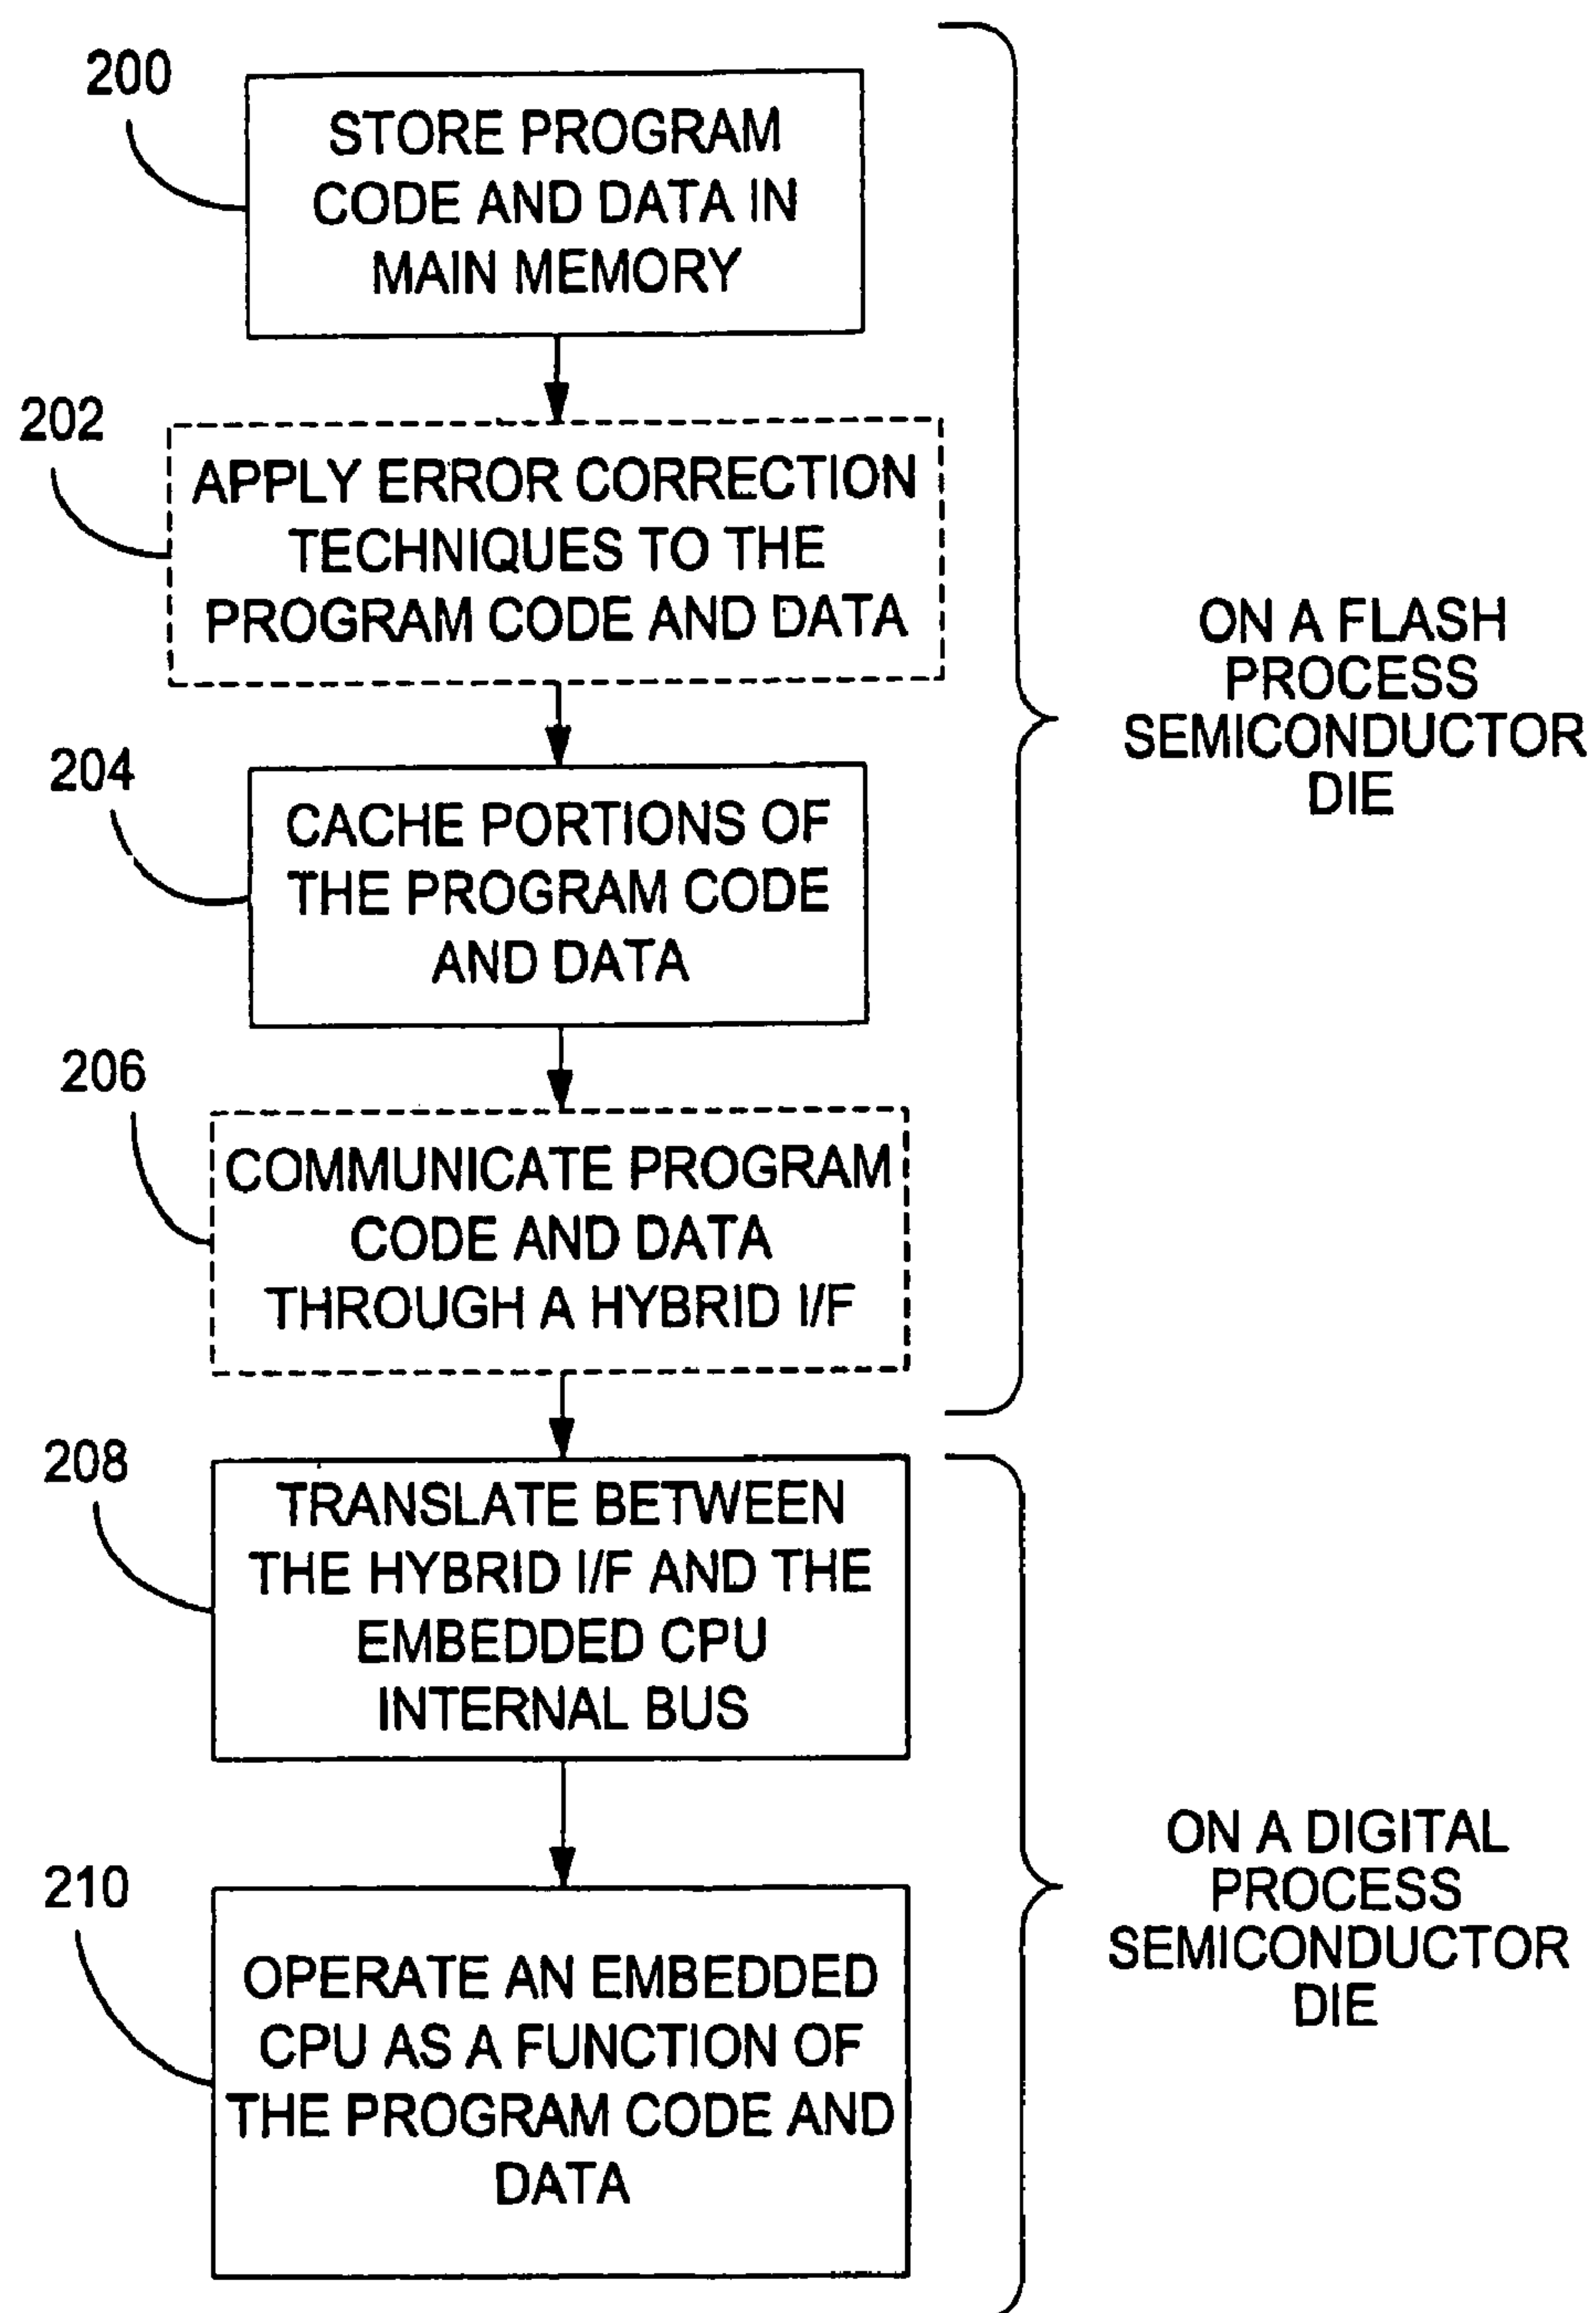 200
STORE PROGRAM
CODE AND DATA IN
MAIN MEMORY
202
APPLY ERROR CORRECTION
TECHNIQUES TO THE
PROGRAM CODE AND DATA
204
CACHE PORTIONS OF
THE PROGRAM CODE
AND DATA
206
COMMUNICATE PROGRAM
CODE AND DATA
THROUGH A HYBRID I/F
ON A FLASH
PROCESS
SEMICONDUCTOR
DIE
208
TRANSLATE BETWEEN
THE HYBRID I/F AND THE
EMBEDDED CPU
INTERNAL BUS
210
OPERATE AN EMBEDDED
CPU AS A FUNCTION OF
THE PROGRAM CODE AND
DATA
ON A DIGITAL
PROCESS
SEMICONDUCTOR
DIE